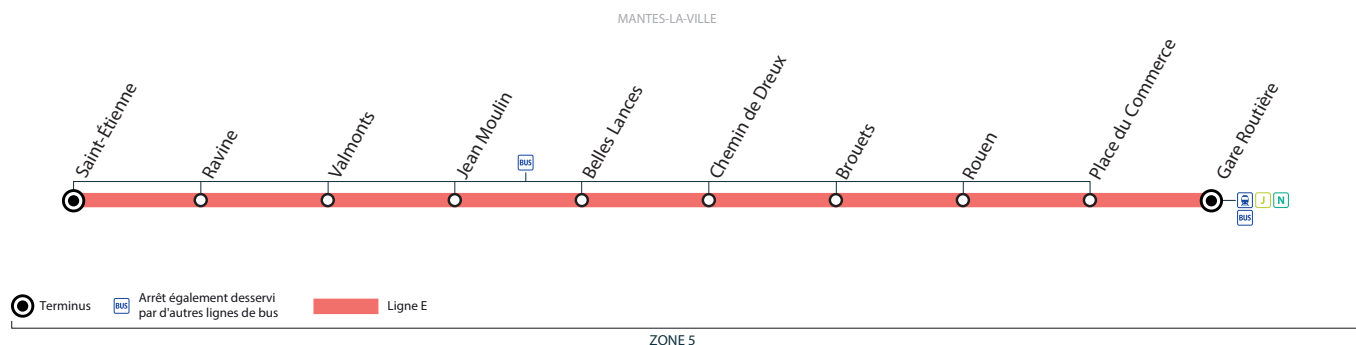 MANTES-LA-VILLE
Saint-Étienne
Ravine
Valmonts
Jean Moulin
BUS
Belles Lances
Chemin de Dreux
Brouets
Rouen
Place du Commerce
Gare Routière
J N
BUS
Terminus
BUS
Arrêt également desservi
par d'autres lignes de bus
Ligne E
ZONE 5